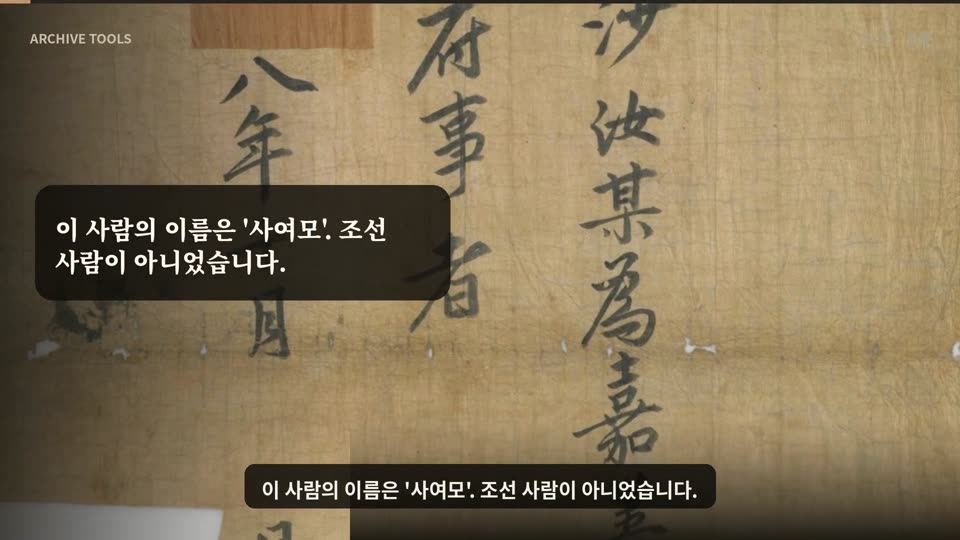 ARCHIVE TOOLS
沙汝某為嘉
府事者
八年
月
이 사람의 이름은 '사여모'. 조선
사람이 아니었습니다.
이 사람의 이름은 '사여모'. 조선 사람이 아니었습니다.